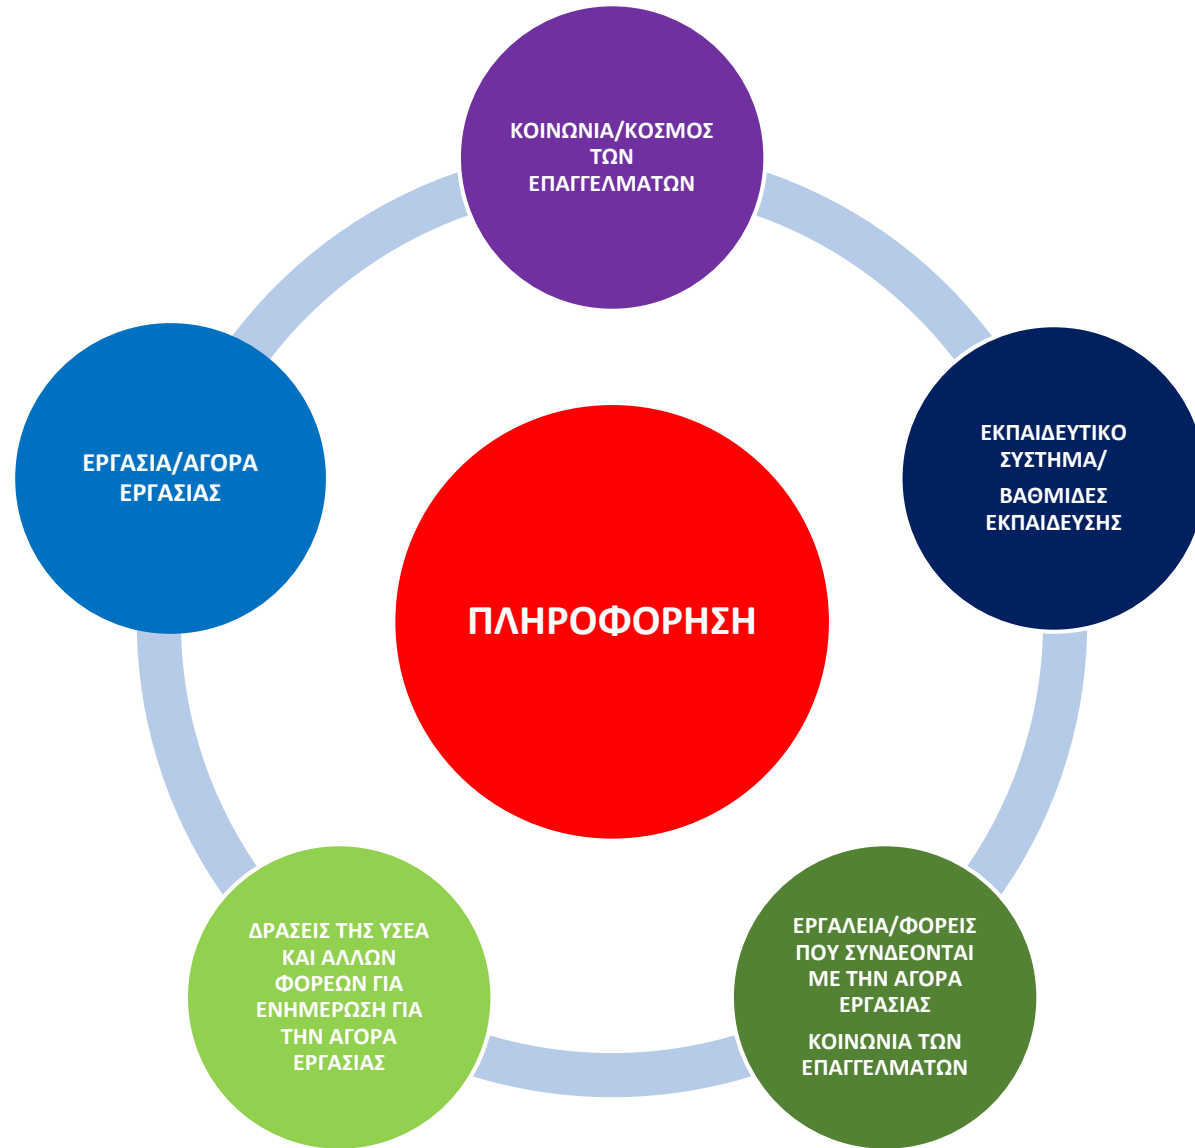 ΚΟΙΝΩΝΙΑ/ΚΟΣΜΟΣ
ΤΩΝ
ΕΠΑΓΓΕΛΜΑΤΩΝ
ΕΚΠΑΙΔΕΥΤΙΚΟ
ΣΥΣΤΗΜΑ/
ΒΑΘΜΙΔΕΣ
ΕΚΠΑΙΔΕΥΣΗΣ
ΕΡΓΑΛΕΙΑ/ΦΟΡΕΙΣ
ΠΟΥ ΣΥΝΔΕΟΝΤΑΙ
ΜΕ ΤΗΝ ΑΓΟΡΑ
ΕΡΓΑΣΙΑΣ
ΚΟΙΝΩΝΙΑ ΤΩΝ
ΕΠΑΓΓΕΛΜΑΤΩΝ
ΔΡΑΣΕΙΣ ΤΗΣ ΥΣΕΑ
ΚΑΙ ΑΛΛΩΝ
ΦΟΡΕΩΝ ΓΙΑ
ΕΝΗΜΕΡΩΣΗ ΓΙΑ
ΤΗΝ ΑΓΟΡΑ
ΕΡΓΑΣΙΑΣ
ΕΡΓΑΣΙΑ/ΑΓΟΡΑ
ΕΡΓΑΣΙΑΣ
ΠΛΗΡΟΦΟΡΗΣΗ